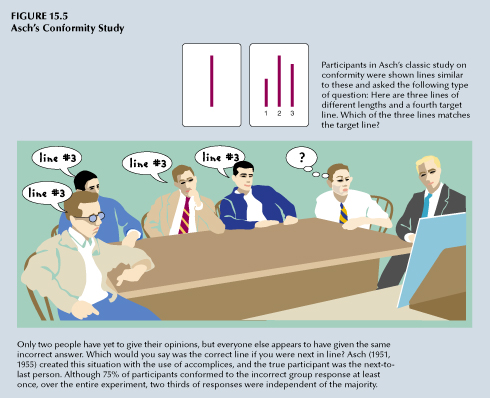 FIGURE 15.5
Asch's Conformity Study
Participants in Asch's classic study on
conformity were shown lines similar
to these and asked the following type
of question: Here are three lines of
different lengths and a fourth target
line. Which of the three lines matches
the target line?
1 2 3
line #3
line #3
line #3
line #3
?
Only two people have yet to give their opinions, but everyone else appears to have given the same
incorrect answer. Which would you say was the correct line if you were next in line? Asch (1951,
1955) created this situation with the use of accomplices, and the true participant was the next-to-
last person. Although 75% of participants conformed to the incorrect group response at least
once, over the entire experiment, two thirds of responses were independent of the majority.